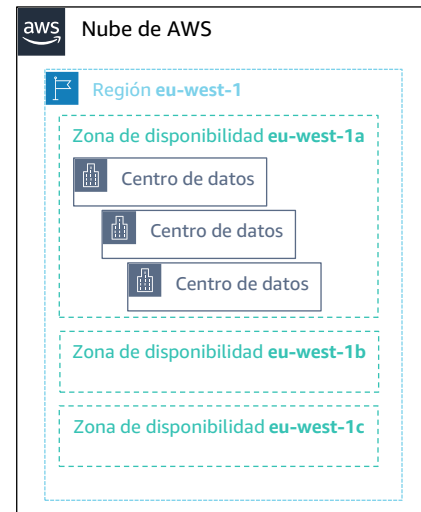 aws
Nube de AWS
Región eu-west-1
Zona de disponibilidad eu-west-1a
Centro de datos
Centro de datos
Centro de datos
Zona de disponibilidad eu-west-1b
Zona de disponibilidad eu-west-1c